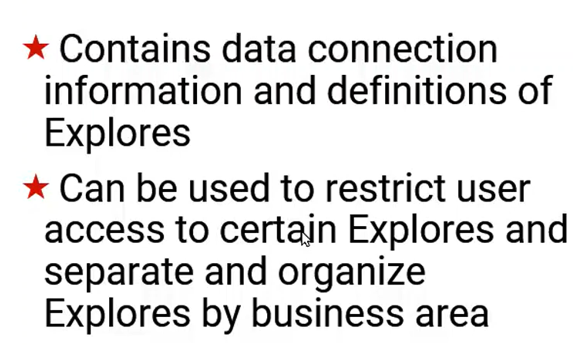 ★ Contains data connection
information and definitions of
Explores
★ Can be used to restrict user
access to certain Explores and
separate and organize
Explores by business area